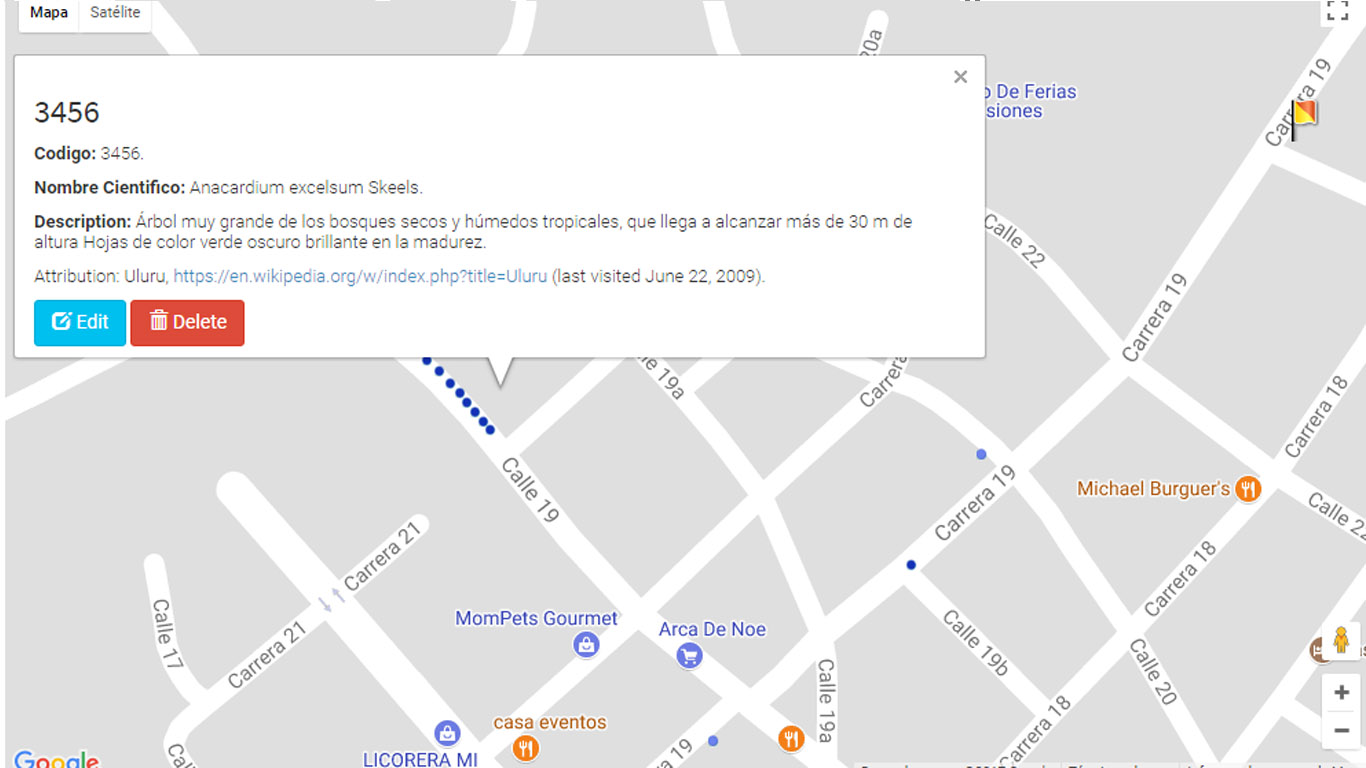 Mapa
Satélite
20a
Carrera 19
De Ferias
siones
3456
Codigo: 3456.
Nombre Cientifico: Anacardium excelsum Skeels.
Description: Árbol muy grande de los bosques secos y húmedos tropicales, que llega a alcanzar más de 30 m de
altura Hojas de color verde oscuro brillante en la madurez.
Attribution: Uluru, https://en.wikipedia.org/w/index.php?title=Uluru (last visited June 22, 2009).
Edit
Delete
Calle 22
Carrera 19
19a
Carrera
Carrera 18
Calle 19
Carrera 19
Michael Burguer's
Calle 22
Carrera 21
Carrera 18
Calle 17
Carrera 21
MomPets Gourmet
Arca De Noe
Calle 19b
Calle 20
Calle 19a
casa eventos
Carrera 18
LICORERA MI
19
Google